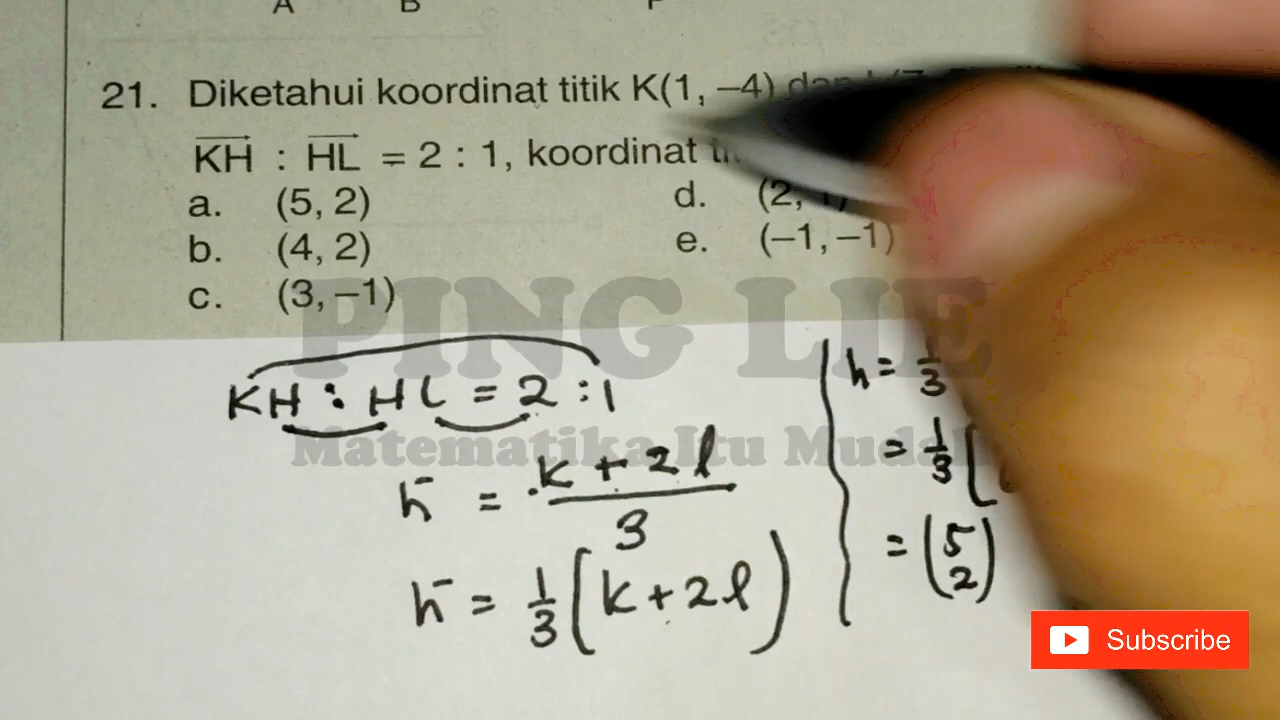 A B
21. Diketahui koordinat titik K(1, −4) dan
KH : HL = 2 : 1, koordinat
a. (5, 2) d. (2, 1)
b. (4, 2) e. (−1, −1)
c. (3, −1)
PING LIE
Matematika Itu Mudah
KH : HL = 2 : 1
h̄ = k + 2l
3
h̄ = 1/3 (k + 2l)
h = 1/3
= 1/3 (
= (5
2)
Subscribe